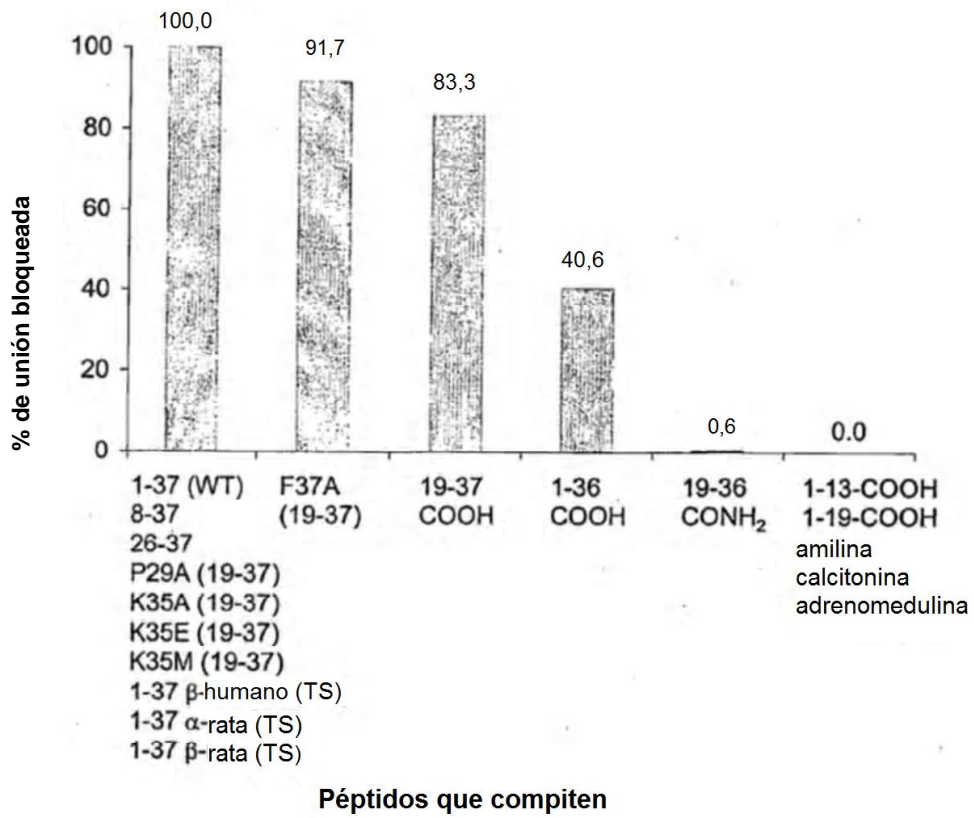 100,0
91,7
83,3
40,6
0,6
0.0
% de unión bloqueada
100
80
60
40
20
0
1-37 (WT)
8-37
26-37
P29A (19-37)
K35A (19-37)
K35E (19-37)
K35M (19-37)
1-37 β-humano (TS)
1-37 α-rata (TS)
1-37 β-rata (TS)
F37A
(19-37)
19-37
COOH
1-36
COOH
19-36
CONH₂
1-13-COOH
1-19-COOH
amilina
calcitonina
adrenomedulina
Péptidos que compiten